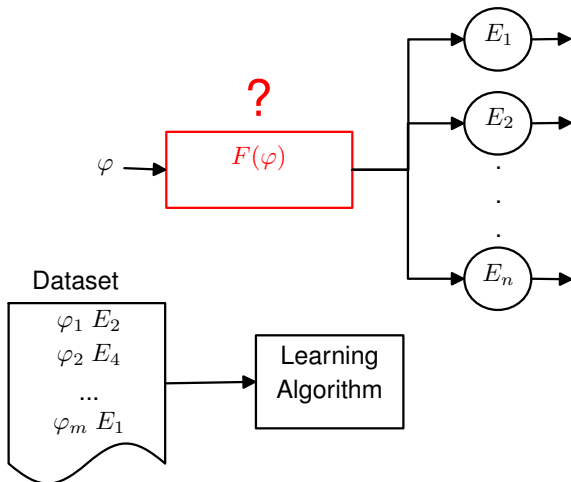 E₁
?
E₂
φ
F(φ)
.
.
.
Eₙ
Dataset
φ₁ E₂
φ₂ E₄
...
φₘ E₁
Learning
Algorithm